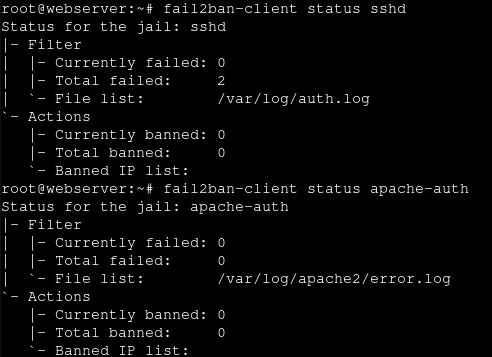 root@webserver:~# fail2ban-client status sshd
Status for the jail: sshd
|- Filter
|  |- Currently failed: 0
|  |- Total failed:     2
|  `- File list:        /var/log/auth.log
`- Actions
   |- Currently banned: 0
   |- Total banned:     0
   `- Banned IP list:
root@webserver:~# fail2ban-client status apache-auth
Status for the jail: apache-auth
|- Filter
|  |- Currently failed: 0
|  |- Total failed:     0
|  `- File list:        /var/log/apache2/error.log
`- Actions
   |- Currently banned: 0
   |- Total banned:     0
   `- Banned IP list: